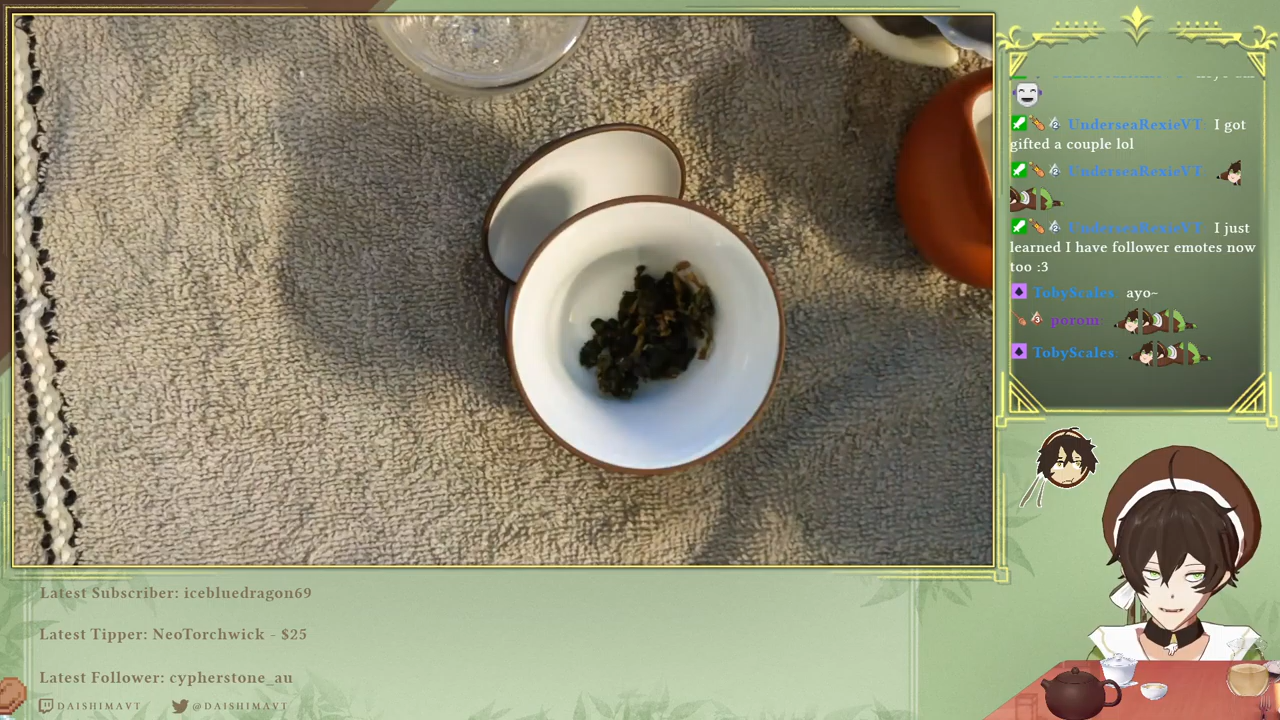 UnderseaRexieVT I got
gifted a couple lol
UnderseaRexieVT
UnderseaRexieVT I just
learned I have follower emotes now
too :3
TobyScales ayo~
porom
TobyScales
Latest Subscriber: icebluedragon69
Latest Tipper: NeoTorchwick - $25
Latest Follower: cypherstone_au
DAISHIMAVT @DAISHIMAVT